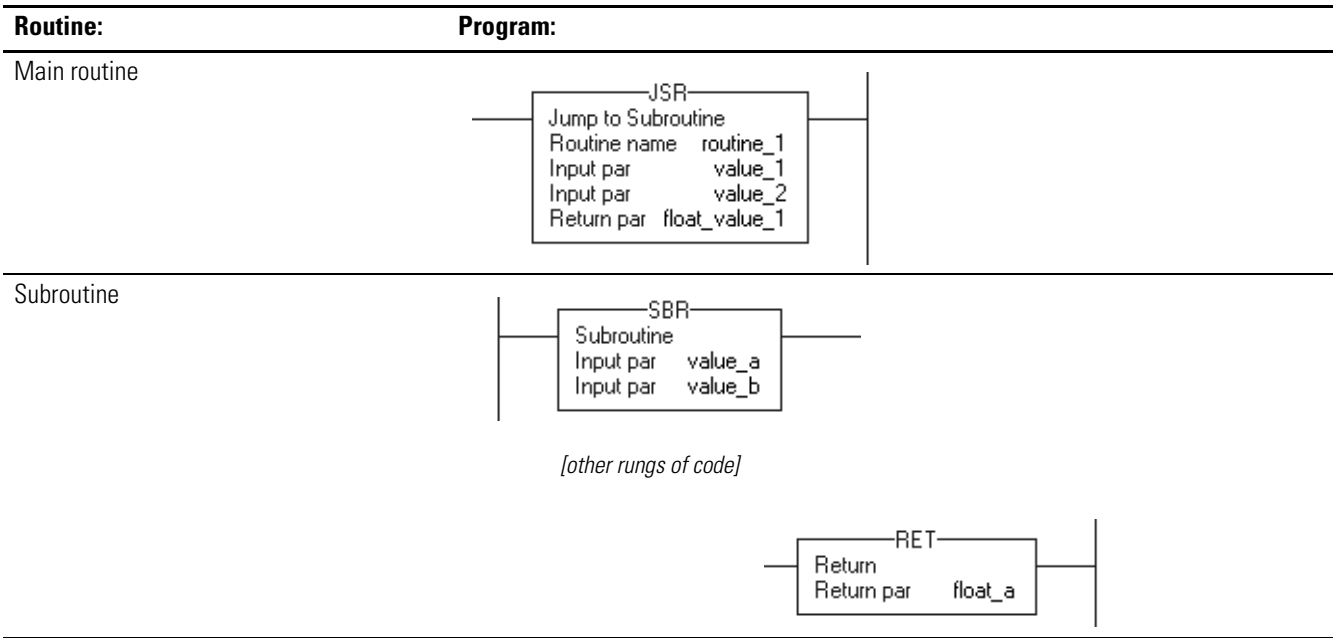 Routine: Program:
Main routine
JSR
Jump to Subroutine
Routine name routine_1
Input par value_1
Input par value_2
Return par float_value_1
Subroutine
SBR
Subroutine
Input par value_a
Input par value_b
[other rungs of code]
RET
Return
Return par float_a